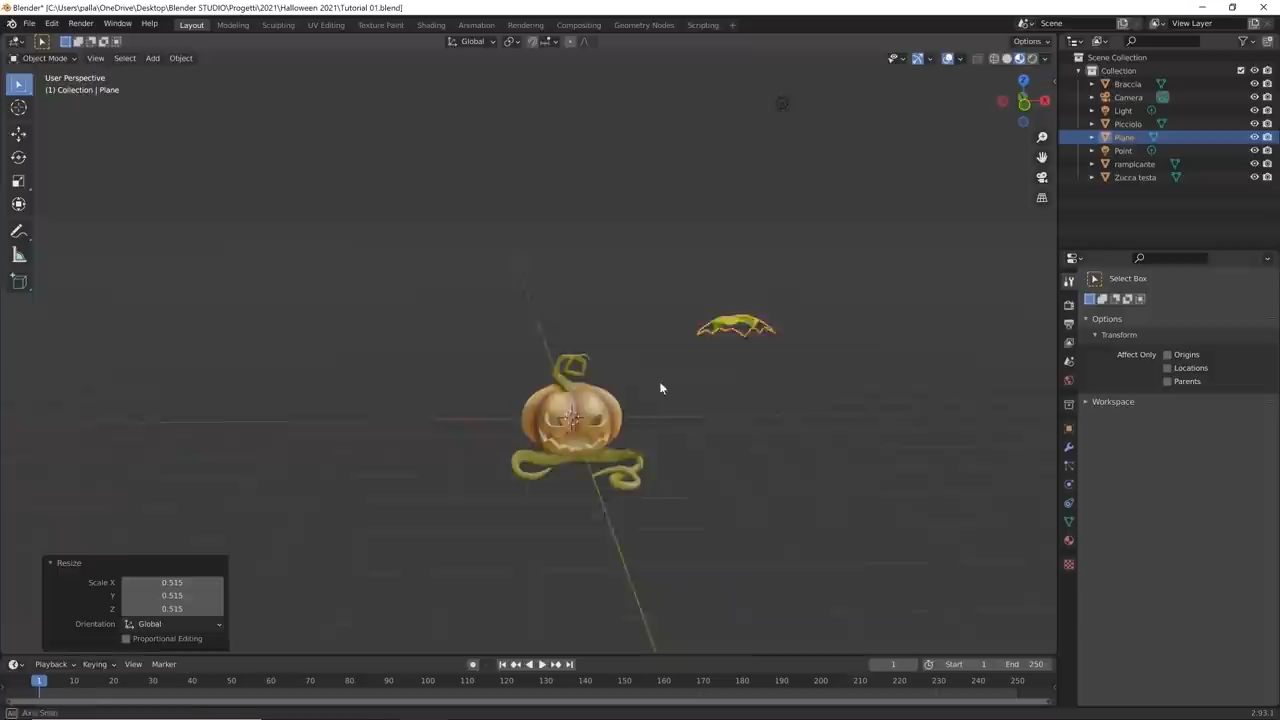 Blender* [C:\Users\palla\OneDrive\Desktop\Blender STUDIO\Progetti\2021\Halloween 2021\Tutorial 01.blend]
File Edit Render Window Help Layout Modeling Sculpting UV Editing Texture Paint Shading Animation Rendering Compositing Geometry Nodes Scripting + Scene View Layer
Global Options
Object Mode View Select Add Object
User Perspective
(1) Collection | Plane
Z
X
Scene Collection
Collection
Braccia
Camera
Light
Picciolo
Plane
Point
rampicante
Zucca testa
Select Box
Options
Transform
Affect Only Origins
Locations
Parents
Workspace
Resize
Scale X 0.515
Y 0.515
Z 0.515
Orientation Global
Proportional Editing
Playback Keying View Marker 1 Start 1 End 250
1 10 20 30 40 50 60 70 80 90 100 110 120 130 140 150 160 170 180 190 200 210 220 230 240 250
Axis Snap 2.93.1